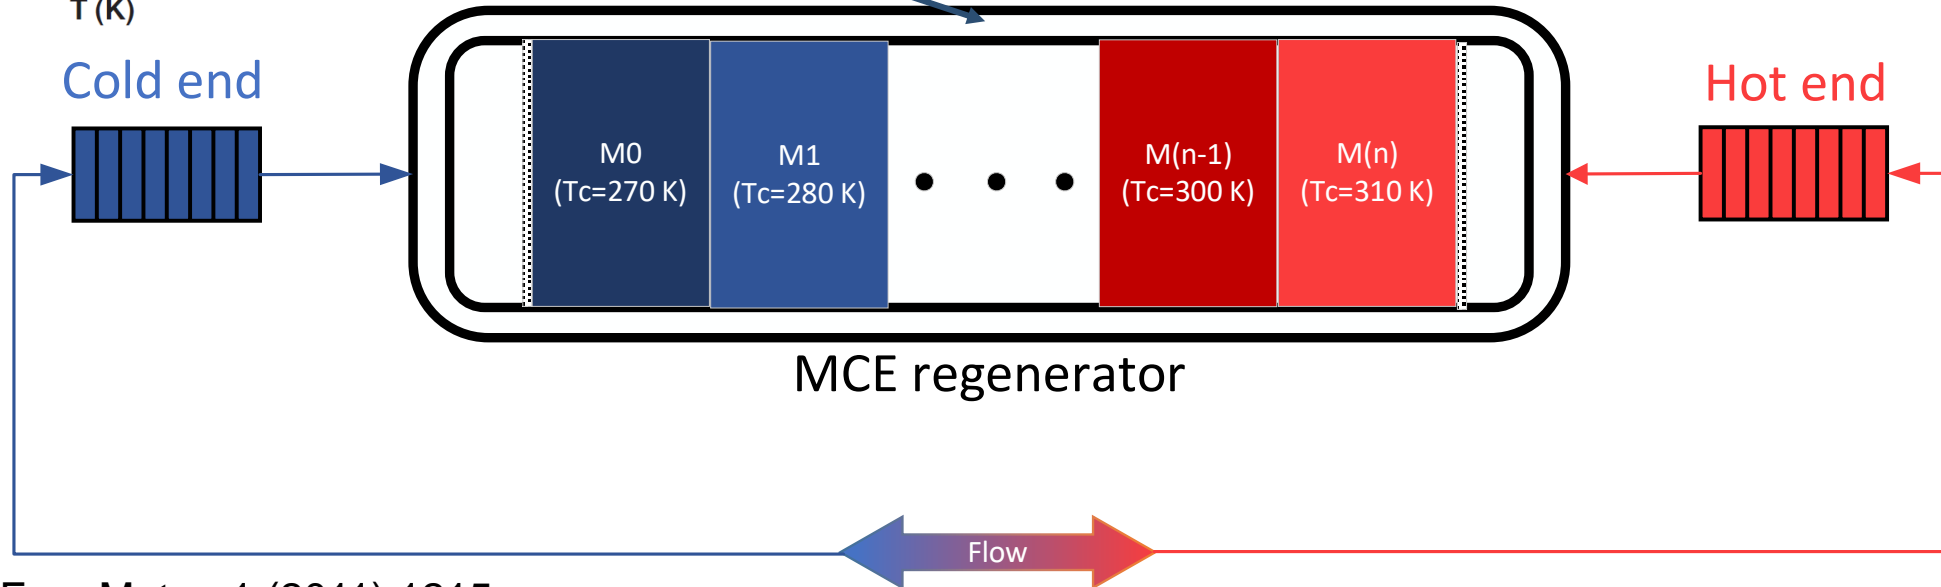 T (K)
Cold end
Hot end
M0
(Tc=270 K)
M1
(Tc=280 K)
M(n-1)
(Tc=300 K)
M(n)
(Tc=310 K)
MCE regenerator
Flow